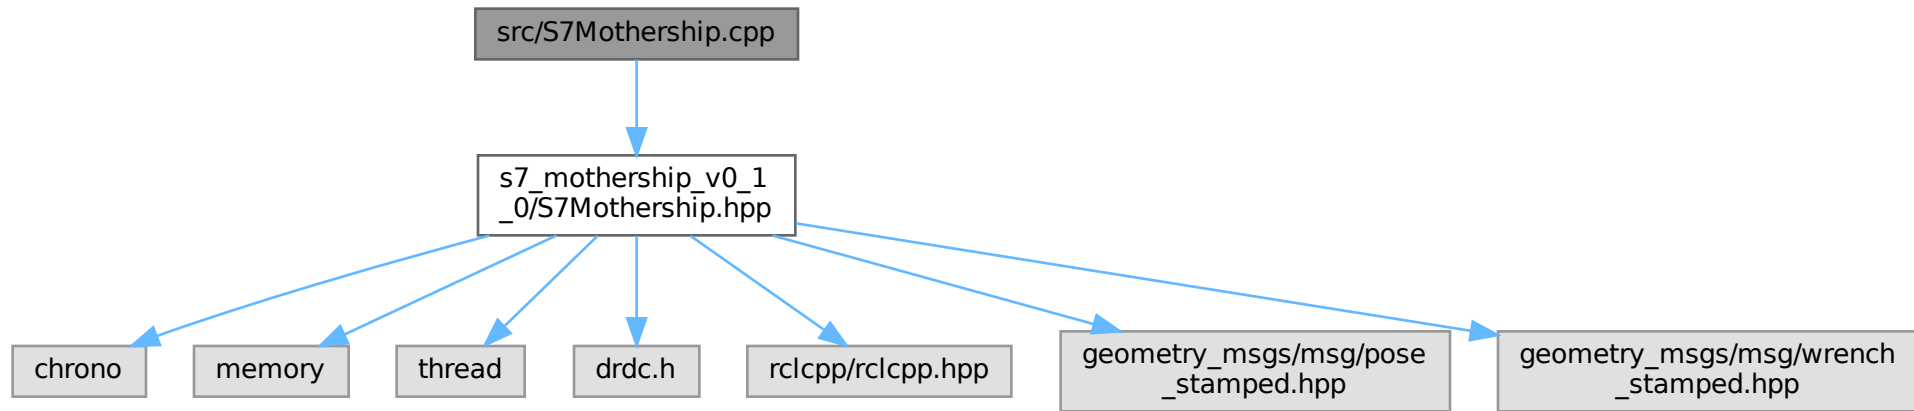 src/S7Mothership.cpp
s7_mothership_v0_1
_0/S7Mothership.hpp
chrono
memory
thread
drdc.h
rclcpp/rclcpp.hpp
geometry_msgs/msg/pose
_stamped.hpp
geometry_msgs/msg/wrench
_stamped.hpp